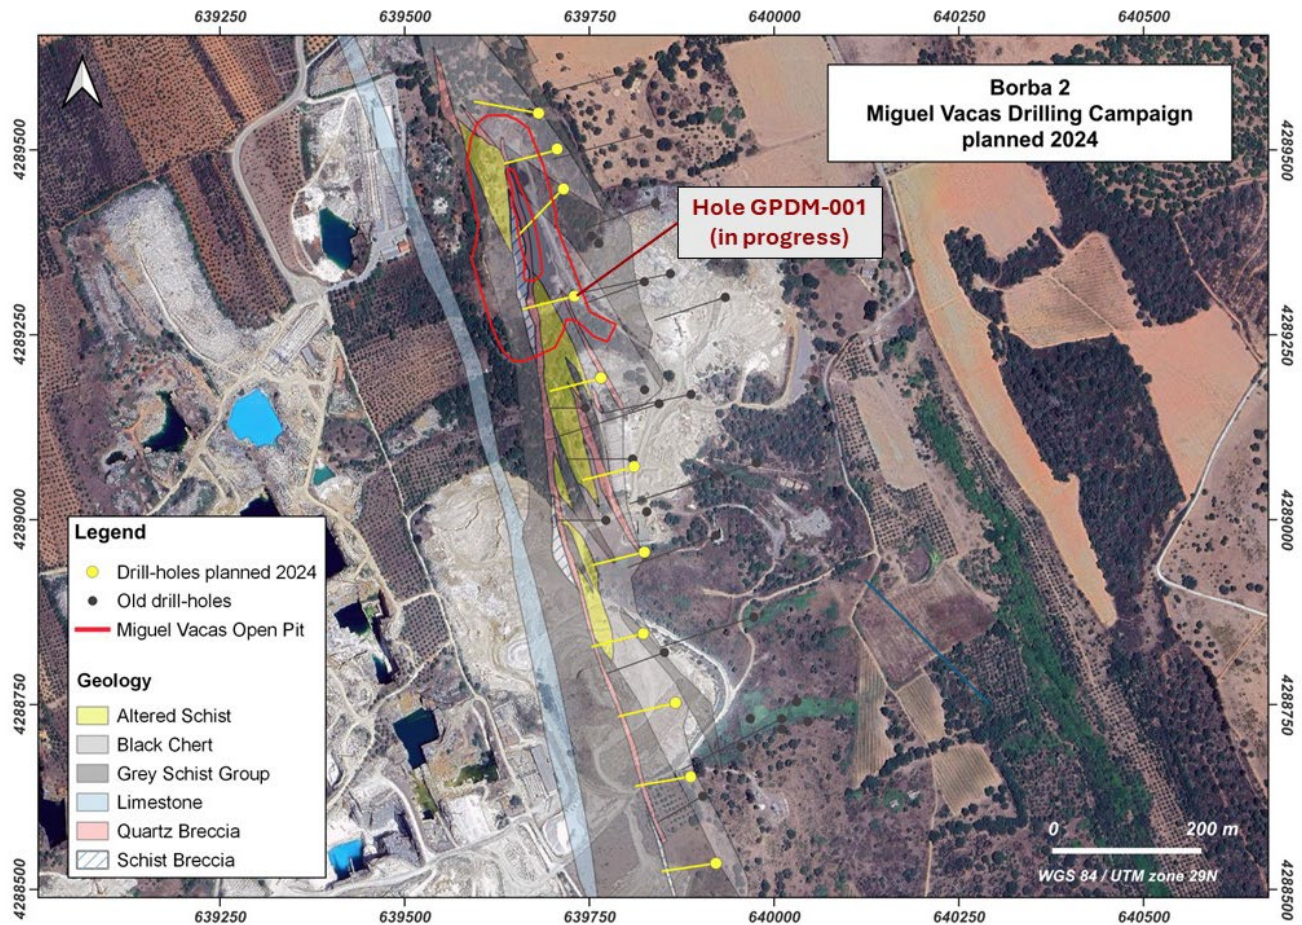 639250 639500 639750 640000 640250 640500
Borba 2
Miguel Vacas Drilling Campaign
planned 2024
4289500
4289500
Hole GPDM-001
(in progress)
4289250
4289250
4289000
4289000
Legend
Drill-holes planned 2024
Old drill-holes
Miguel Vacas Open Pit
Geology
Altered Schist
Black Chert
Grey Schist Group
Limestone
Quartz Breccia
Schist Breccia
4288750
4288750
0 200 m
WGS 84 / UTM zone 29N
4288500
4288500
639250 639500 639750 640000 640250 640500